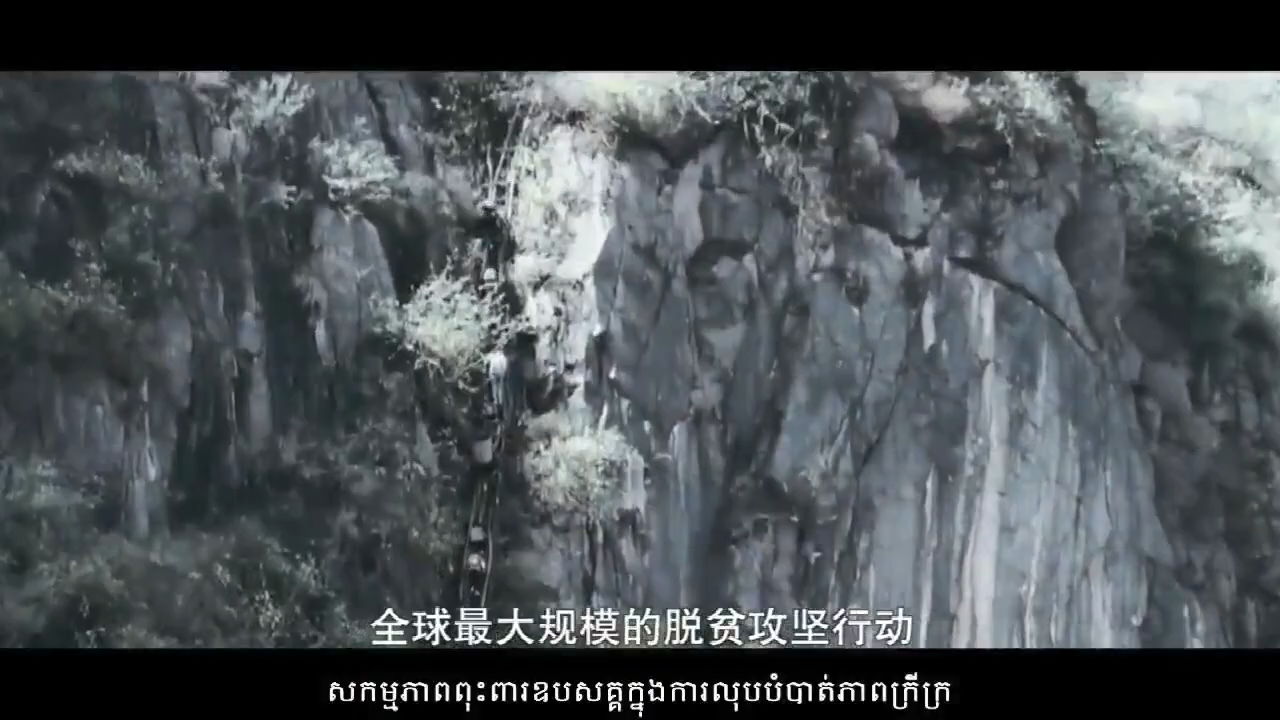 全球最大规模的脱贫攻坚行动
សកម្មភាពពុះពារឧបសគ្គក្នុងការលុបបំបាត់ភាពក្រីក្រ